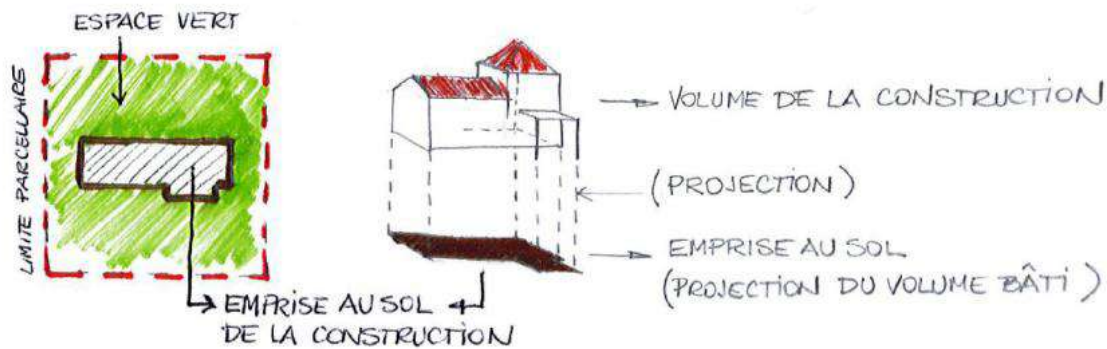 ESPACE VERT
LIMITE PARCELLAIRE
VOLUME DE LA CONSTRUCTION
(PROJECTION)
EMPRISE AU SOL
(PROJECTION DU VOLUME BÂTI)
EMPRISE AU SOL
DE LA CONSTRUCTION